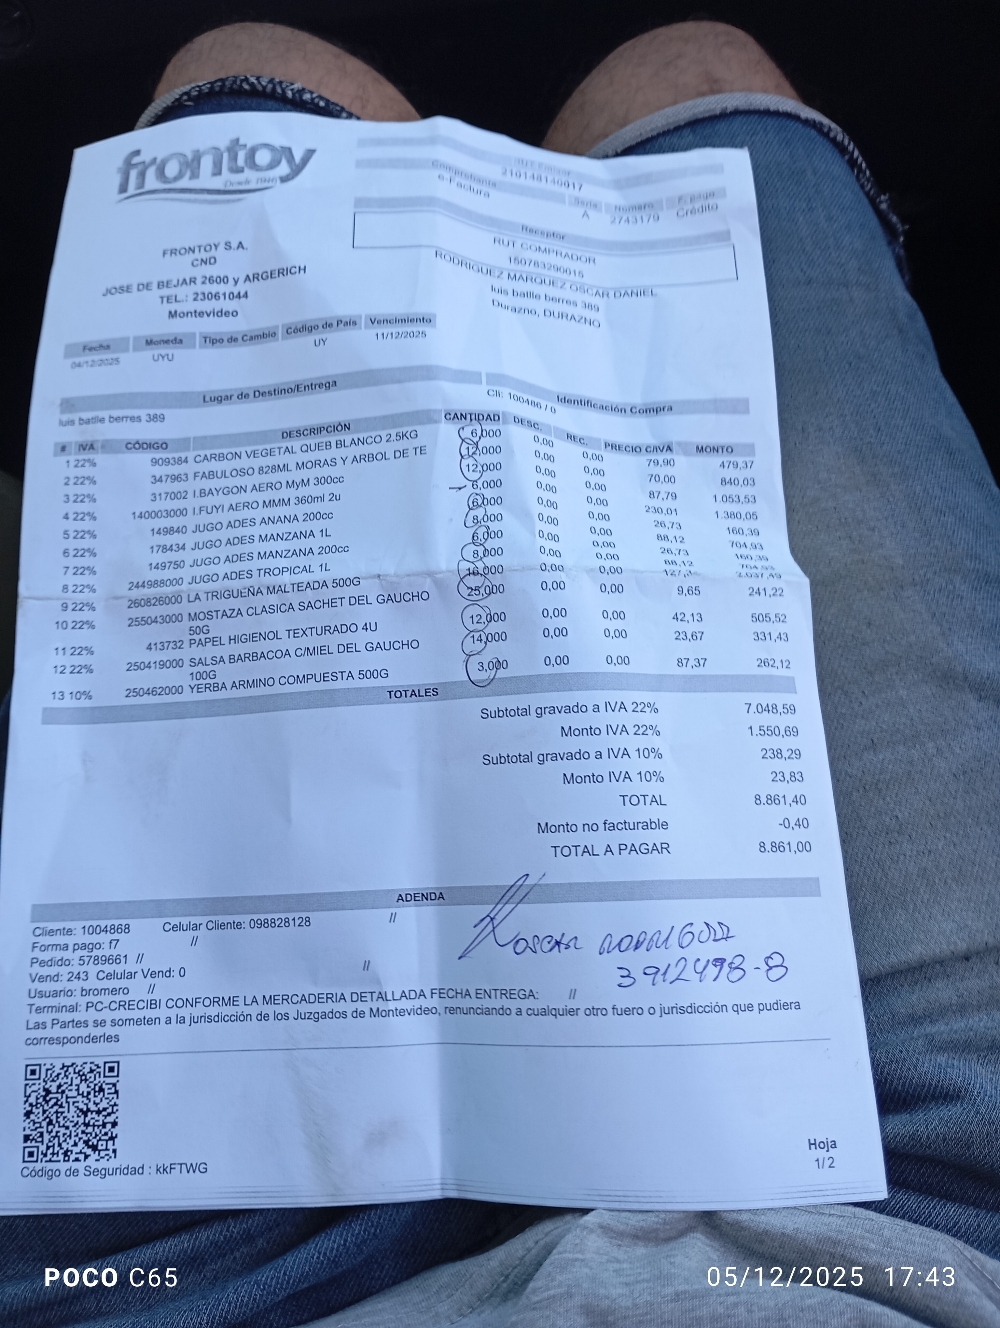 frontoy
Desde 1946
FRONTOY S.A.
CND
JOSE DE BEJAR 2600 y ARGERICH
TEL.: 23061044
Montevideo
210148140017
Comprobante Serie Número F. pago
e-Factura A 2743179 Crédito
Receptor
RUT COMPRADOR
150783290015
RODRIGUEZ MARQUEZ OSCAR DANIEL
luis batlle berres 389
Durazno, DURAZNO
Fecha Moneda Tipo de Cambio Código de País Vencimiento
04/12/2025 UYU UY 11/12/2025
Lugar de Destino/Entrega Identificación Compra
luis batlle berres 389 Cli: 100486 / 0
# IVA CÓDIGO DESCRIPCIÓN CANTIDAD DESC. REC. PRECIO C/IVA MONTO
1 22% 909384 CARBON VEGETAL QUEB BLANCO 2.5KG 6,000 0,00 0,00 79,90 479,37
2 22% 347963 FABULOSO 828ML MORAS Y ARBOL DE TE 12,000 0,00 0,00 70,00 840,03
3 22% 317002 I.BAYGON AERO MyM 300cc 12,000 0,00 0,00 87,79 1.053,53
4 22% 140003000 I.FUYI AERO MMM 360ml 2u 6,000 0,00 0,00 230,01 1.380,05
5 22% 149840 JUGO ADES ANANA 200cc 6,000 0,00 0,00 26,73 160,39
6 22% 178434 JUGO ADES MANZANA 1L 8,000 0,00 0,00 88,12 704,93
7 22% 149750 JUGO ADES MANZANA 200cc 6,000 0,00 0,00 26,73 160,39
8 22% 244988000 JUGO ADES TROPICAL 1L 8,000 0,00 0,00 88,12 704,93
9 22% 260826000 LA TRIGUEÑA MALTEADA 500G 16,000 0,00 0,00 2.037,49
10 22% 255043000 MOSTAZA CLASICA SACHET DEL GAUCHO 25,000 0,00 0,00 9,65 241,22
50G
11 22% 413732 PAPEL HIGIENOL TEXTURADO 4U 12,000 0,00 0,00 42,13 505,52
12 22% 250419000 SALSA BARBACOA C/MIEL DEL GAUCHO 14,000 0,00 0,00 23,67 331,43
100G
13 10% 250462000 YERBA ARMINO COMPUESTA 500G 3,000 0,00 0,00 87,37 262,12
TOTALES
Subtotal gravado a IVA 22% 7.048,59
Monto IVA 22% 1.550,69
Subtotal gravado a IVA 10% 238,29
Monto IVA 10% 23,83
TOTAL 8.861,40
Monto no facturable -0,40
TOTAL A PAGAR 8.861,00
ADENDA
Cliente: 1004868 Celular Cliente: 098828128 //
Forma pago: f7 //
Pedido: 5789661 //
Vend: 243 Celular Vend: 0 //
Usuario: bromero //
Terminal: PC-CRECIBI CONFORME LA MERCADERIA DETALLADA FECHA ENTREGA: //
Las Partes se someten a la jurisdicción de los Juzgados de Montevideo, renunciando a cualquier otro fuero o jurisdicción que pudiera
corresponderles
OSCAR RODRIGUEZ
3912498-8
Código de Seguridad : kkFTWG
Hoja
1/2
POCO C65
05/12/2025 17:43